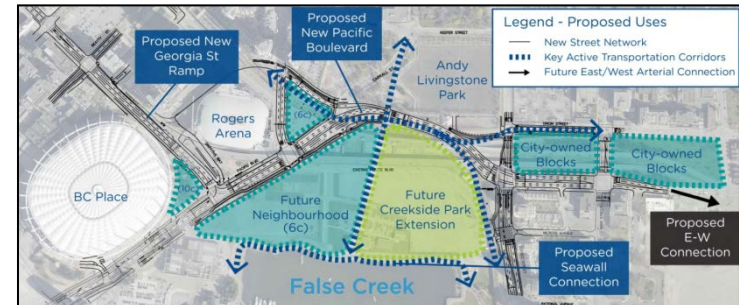 Legend - Proposed Uses
New Street Network
Key Active Transportation Corridors
Future East/West Arterial Connection
Proposed New
Georgia St
Ramp
Proposed
New Pacific
Boulevard
Andy
Livingstone
Park
Rogers
Arena
(6c)
BC Place
(10c)
City-owned
Blocks
City-owned
Blocks
Future
Neighbourhood
(6c)
Future
Creekside Park
Extension
Proposed
E-W
Connection
Proposed
Seawall
Connection
False Creek